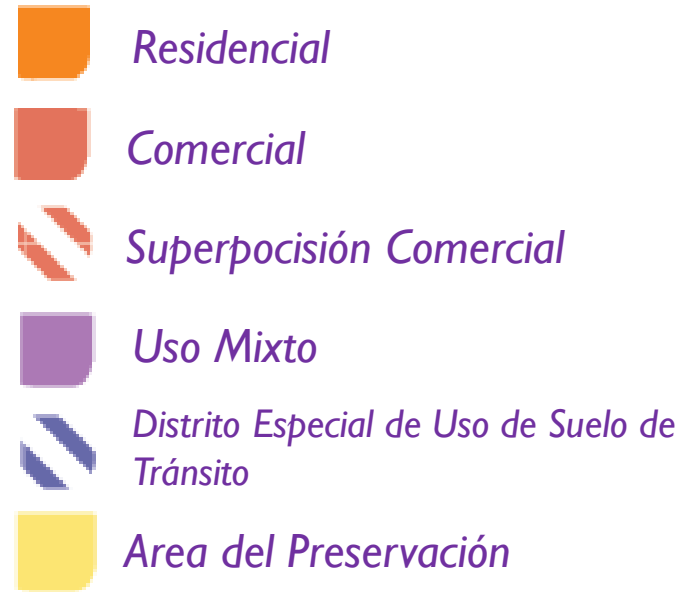 Residencial
Comercial
Superpocisión Comercial
Uso Mixto
Distrito Especial de Uso de Suelo de
Tránsito
Area del Preservación